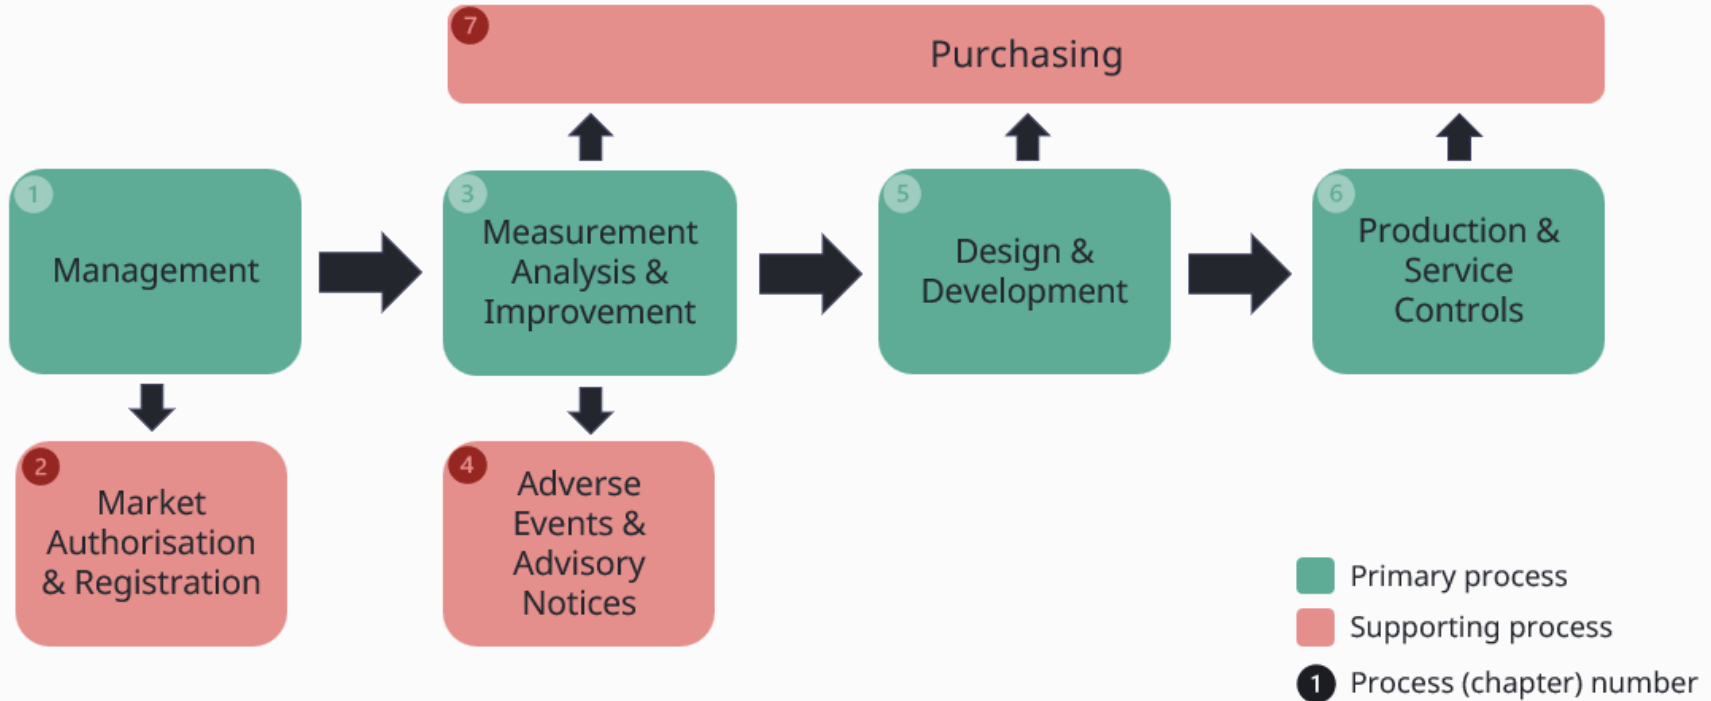 7
Purchasing
1
Management
3
Measurement
Analysis &
Improvement
5
Design &
Development
6
Production &
Service
Controls
2
Market
Authorisation
& Registration
4
Adverse
Events &
Advisory
Notices
Primary process
Supporting process
1 Process (chapter) number